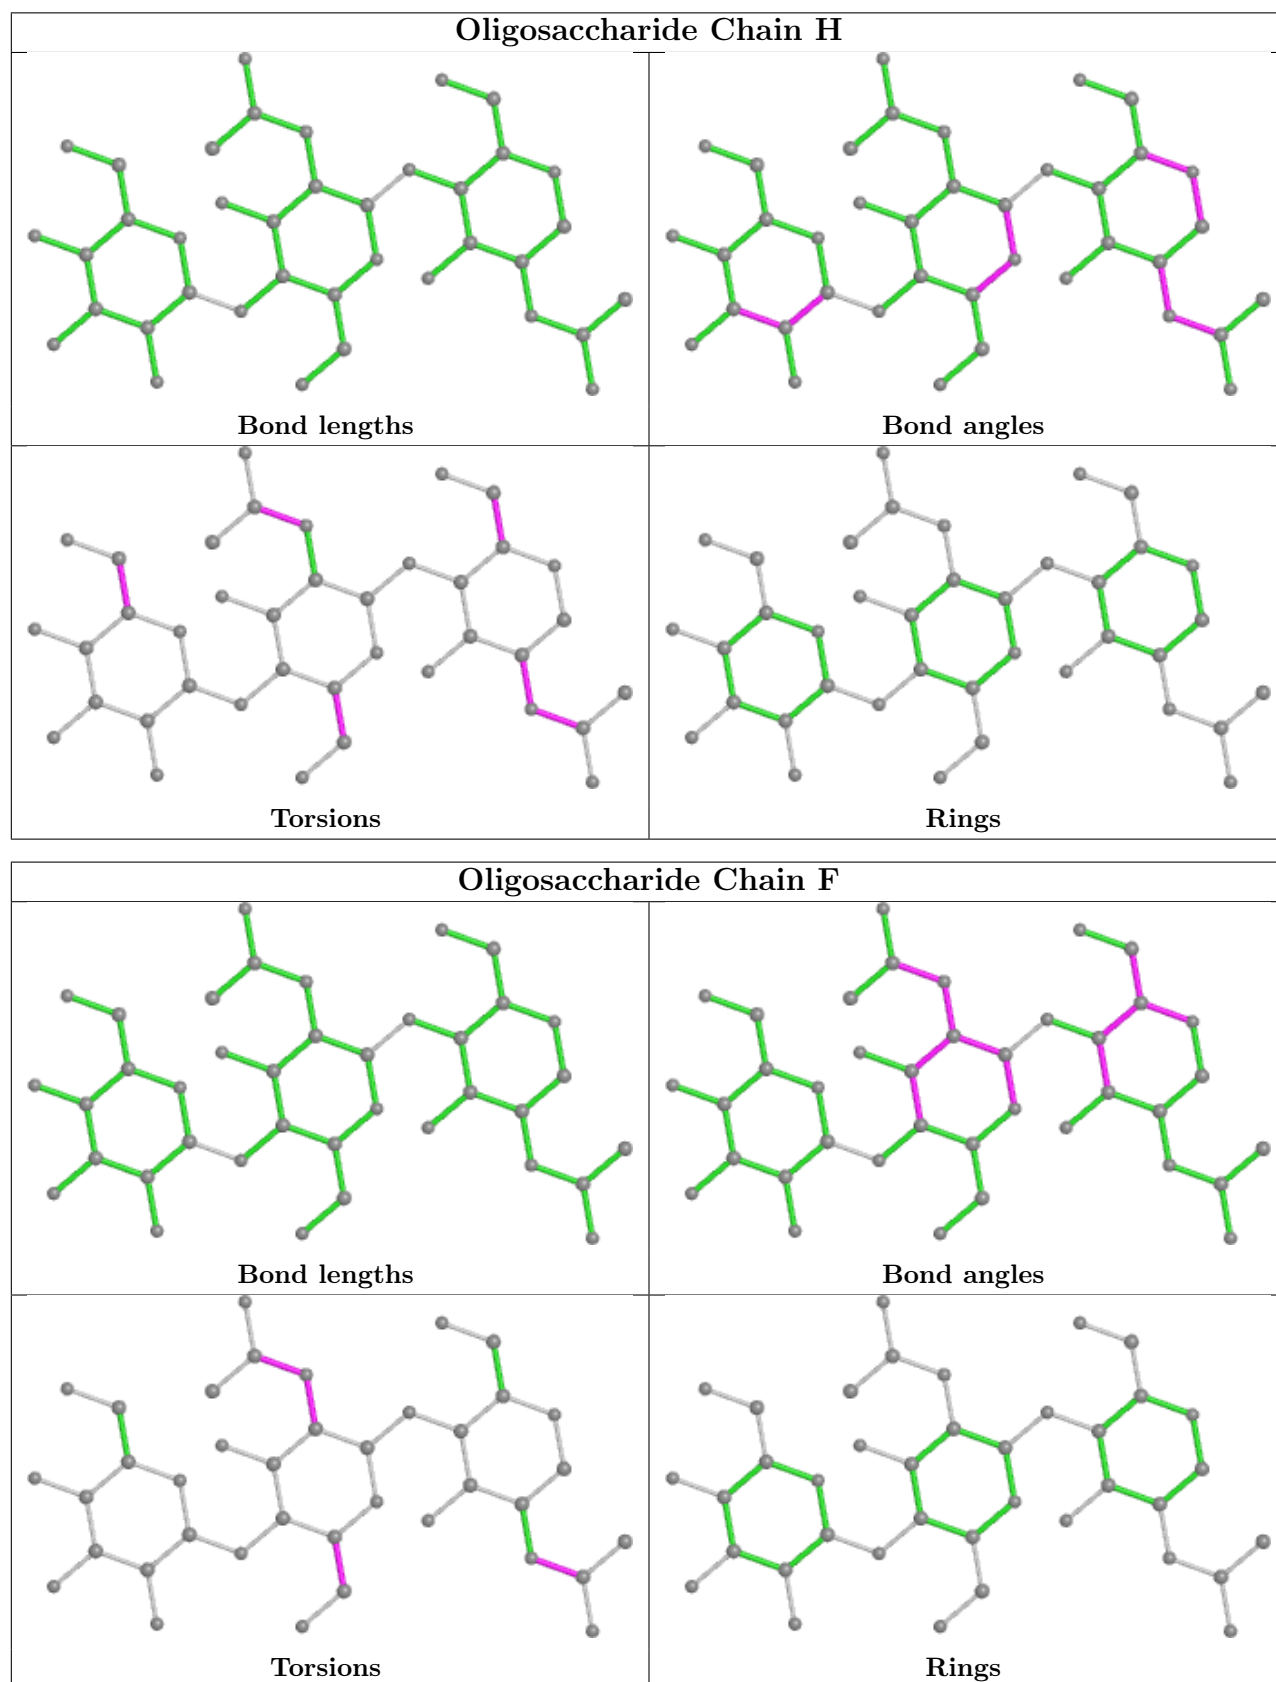 Oligosaccharide Chain H
Bond lengths
Bond angles
Torsions
Rings
Oligosaccharide Chain F
Bond lengths
Bond angles
Torsions
Rings